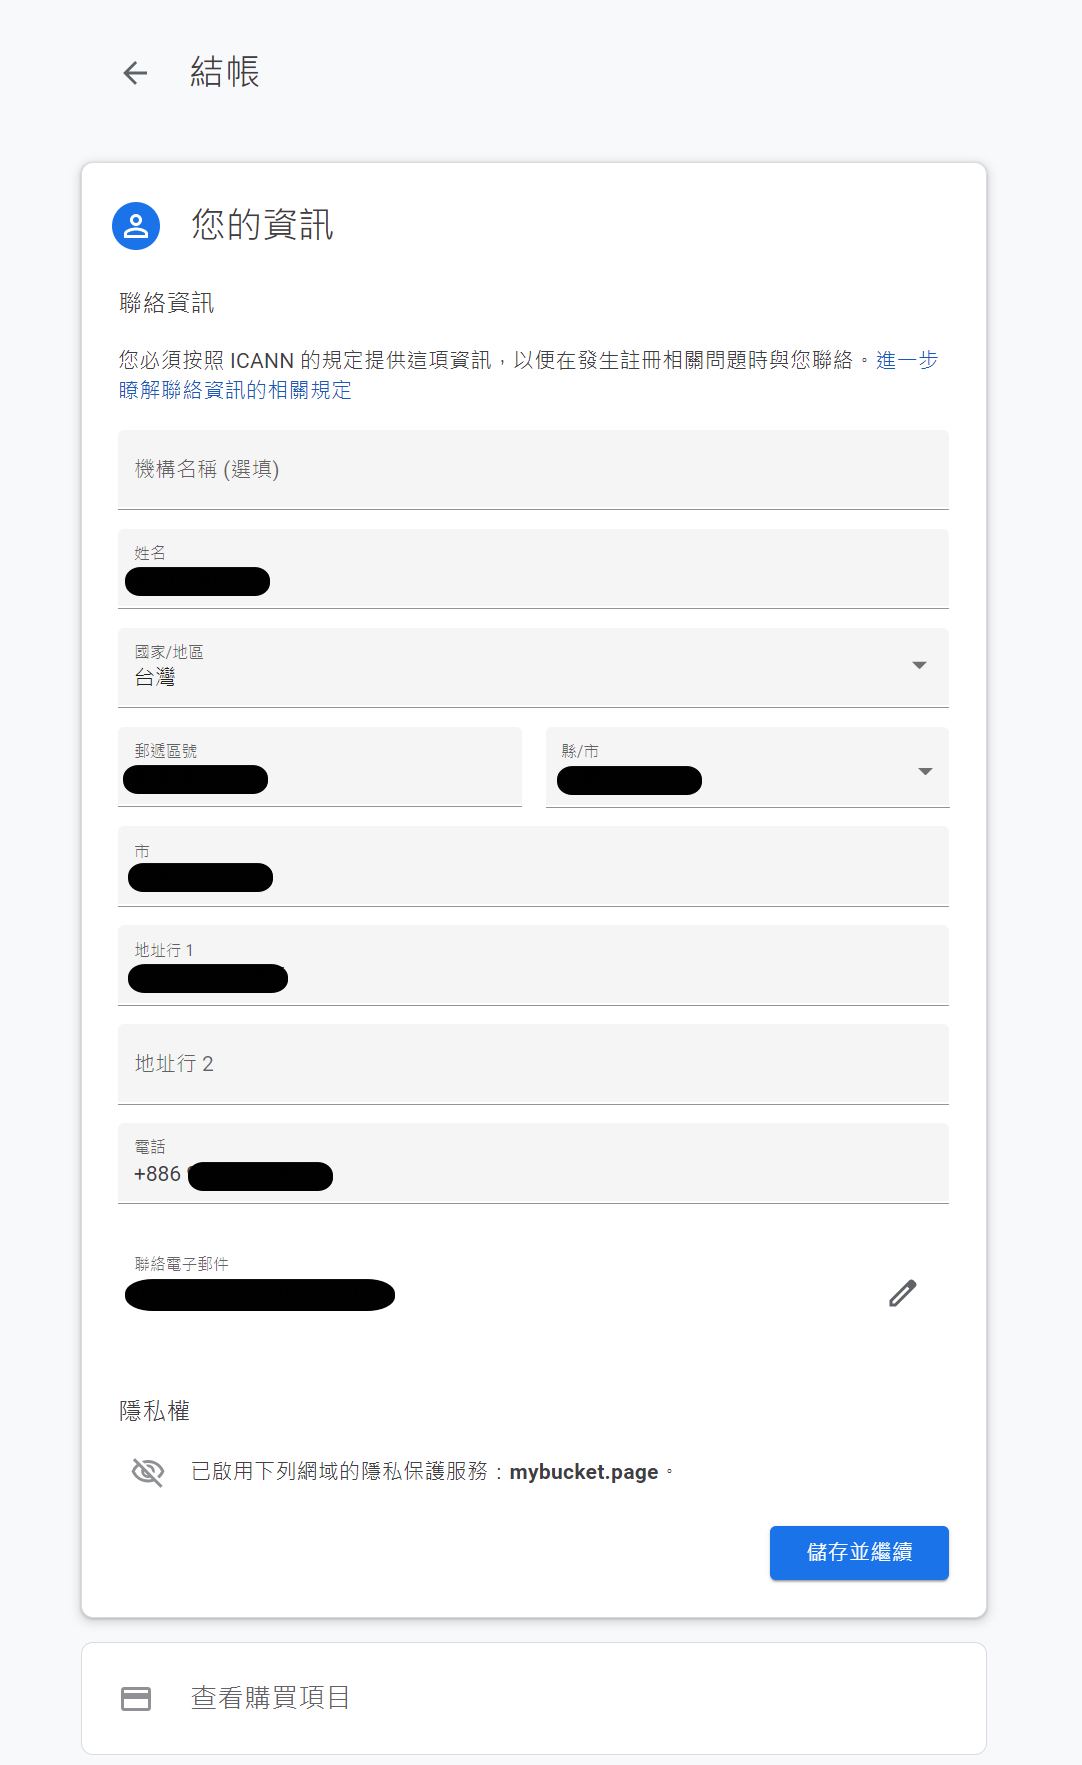 結帳
您的資訊
聯絡資訊
您必須按照 ICANN 的規定提供這項資訊，以便在發生註冊相關問題時與您聯絡。進一步
瞭解聯絡資訊的相關規定
機構名稱 (選填)
姓名
國家/地區
台灣
郵遞區號
縣/市
市
地址行 1
地址行 2
電話
+886
聯絡電子郵件
隱私權
已啟用下列網域的隱私保護服務：mybucket.page。
儲存並繼續
查看購買項目